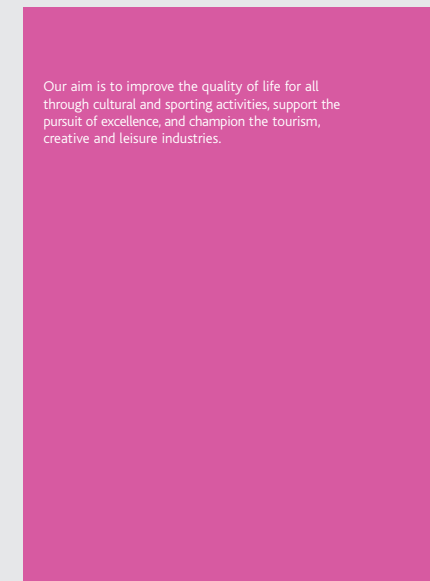 Our aim is to improve the quality of life for all
through cultural and sporting activities, support the
pursuit of excellence, and champion the tourism,
creative and leisure industries.